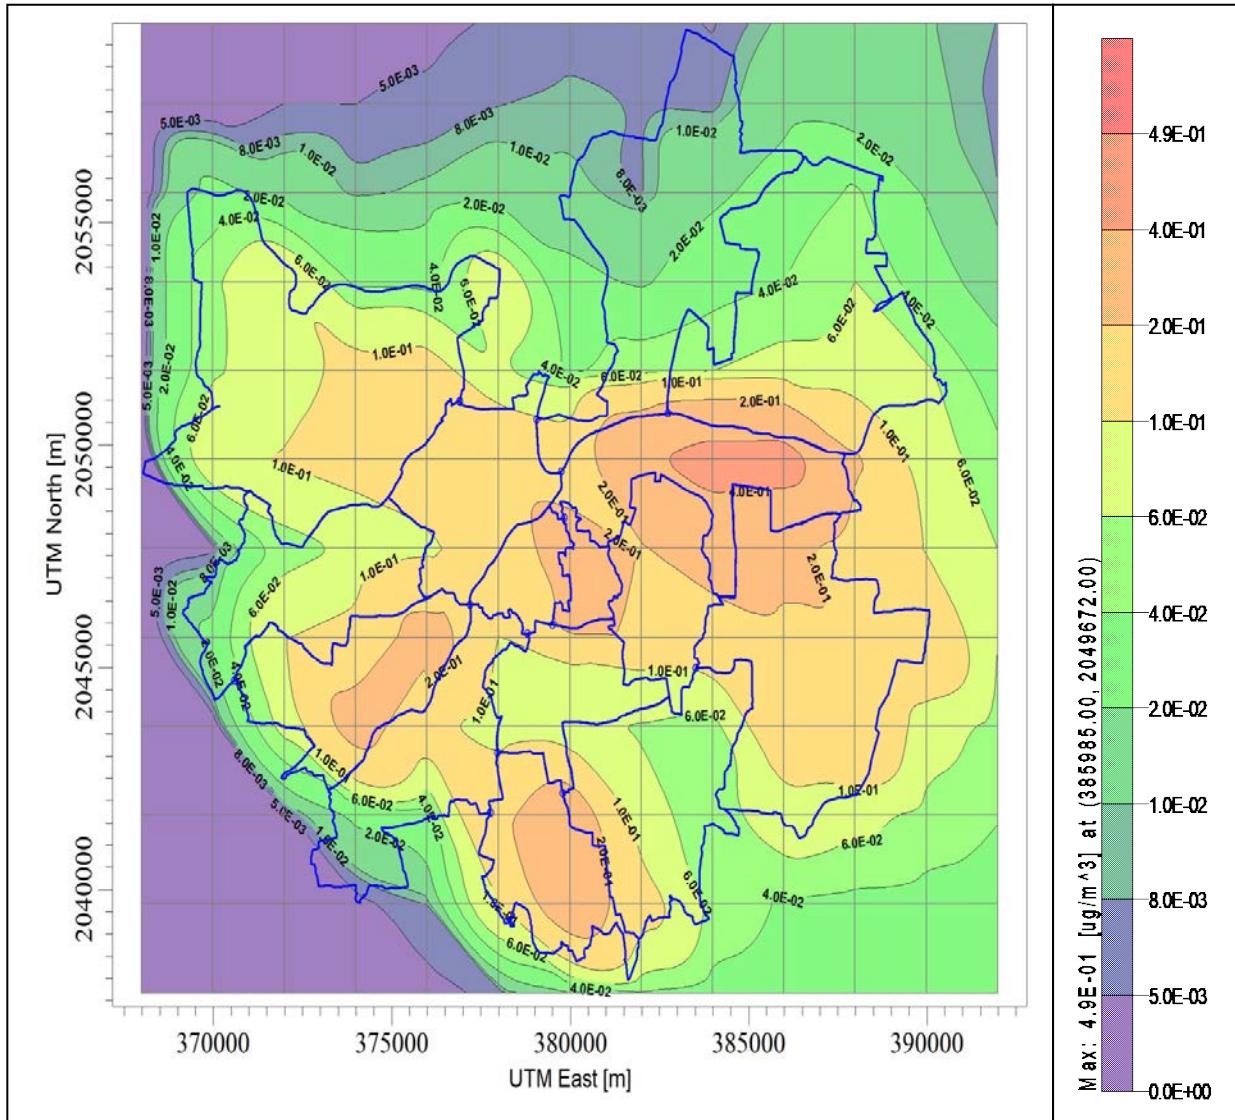 5.0E-03
5.0E-03
8.0E-03
1.0E-02
8.0E-03
2.0E-02
1.0E-02
1.0E-02
2.0E-02
8.0E-03
1.0E-02
2.0E-02
4.0E-02
2.0E-02
2.0E-02
6.0E-02
4.0E-02
6.0E-02
4.0E-02
4.0E-02
8.0E-03
6.0E-02
5.0E-03
2.0E-02
1.0E-01
4.0E-02
6.0E-02
1.0E-01
2.0E-01
6.0E-02
4.0E-02
1.0E-01
1.0E-01
6.0E-02
4.0E-01
2.0E-01
2.0E-01
8.0E-03
5.0E-03
1.0E-02
6.0E-02
1.0E-01
2.0E-01
2.0E-02
4.0E-02
2.0E-01
1.0E-01
1.0E-01
6.0E-02
8.0E-03
1.0E-01
6.0E-02
4.0E-02
5.0E-03
1.0E-02
2.0E-02
1.0E-01
2.0E-01
1.0E-01
6.0E-02
6.0E-02
4.0E-02
1.0E-01
6.0E-02
4.0E-02
2055000
2050000
2045000
2040000
UTM North [m]
370000
375000
380000
385000
390000
UTM East [m]
Max: 4.9E-01 [ug/m^3] at (385985.00, 2049672.00)
4.9E-01
4.0E-01
2.0E-01
1.0E-01
6.0E-02
4.0E-02
2.0E-02
1.0E-02
8.0E-03
5.0E-03
0.0E+00